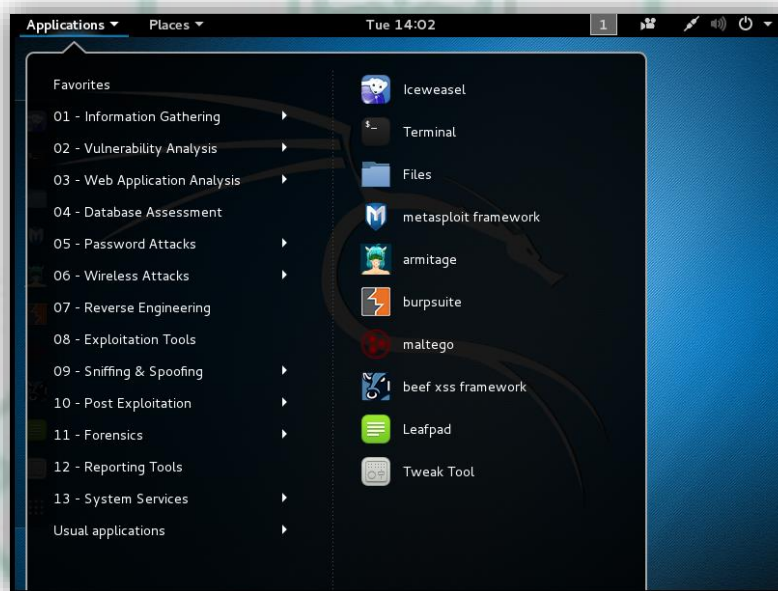 Applications Places Tue 14:02 1
Favorites
01 - Information Gathering
02 - Vulnerability Analysis
03 - Web Application Analysis
04 - Database Assessment
05 - Password Attacks
06 - Wireless Attacks
07 - Reverse Engineering
08 - Exploitation Tools
09 - Sniffing & Spoofing
10 - Post Exploitation
11 - Forensics
12 - Reporting Tools
13 - System Services
Usual applications
Iceweasel
Terminal
Files
metasploit framework
armitage
burpsuite
maltego
beef xss framework
Leafpad
Tweak Tool